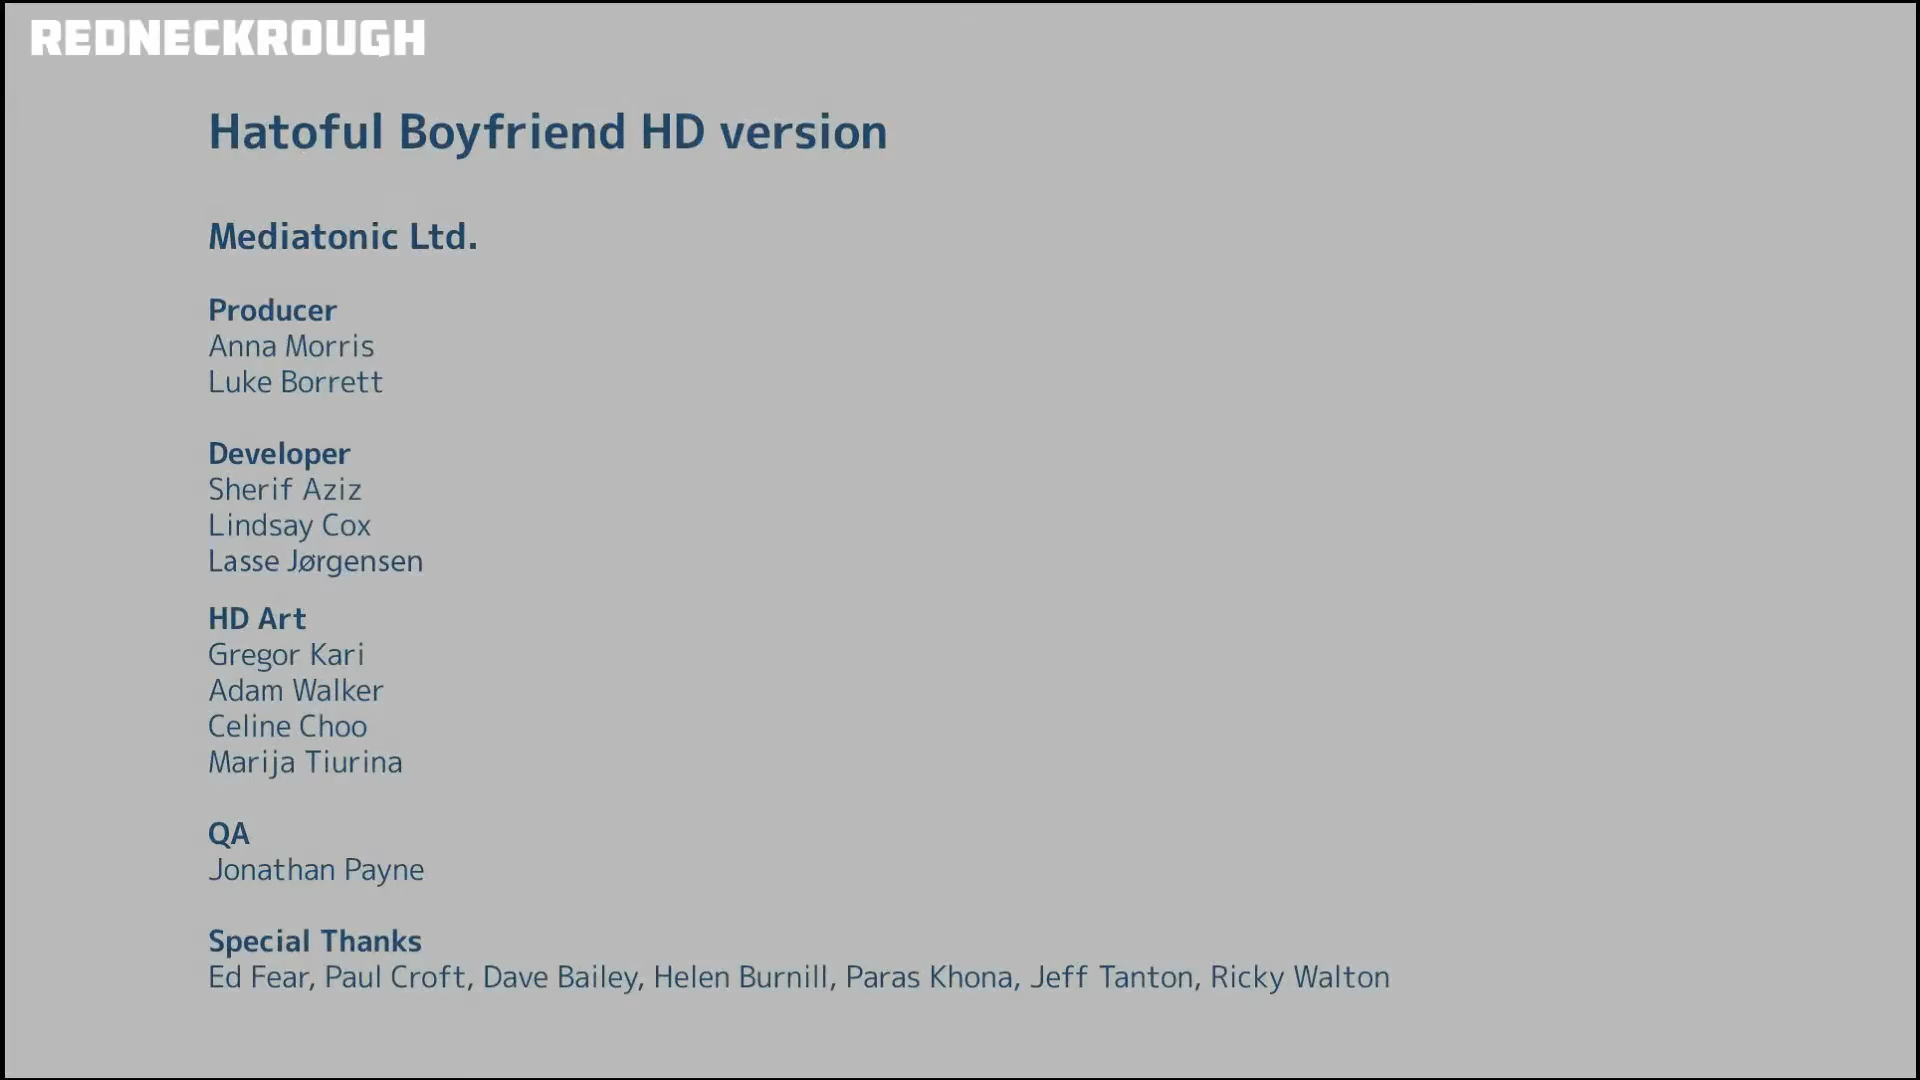 REDNECKROUGH
Hatoful Boyfriend HD version
Mediatonic Ltd.
Producer
Anna Morris
Luke Borrett
Developer
Sherif Aziz
Lindsay Cox
Lasse Jørgensen
HD Art
Gregor Kari
Adam Walker
Celine Choo
Marija Tiurina
QA
Jonathan Payne
Special Thanks
Ed Fear, Paul Croft, Dave Bailey, Helen Burnill, Paras Khona, Jeff Tanton, Ricky Walton